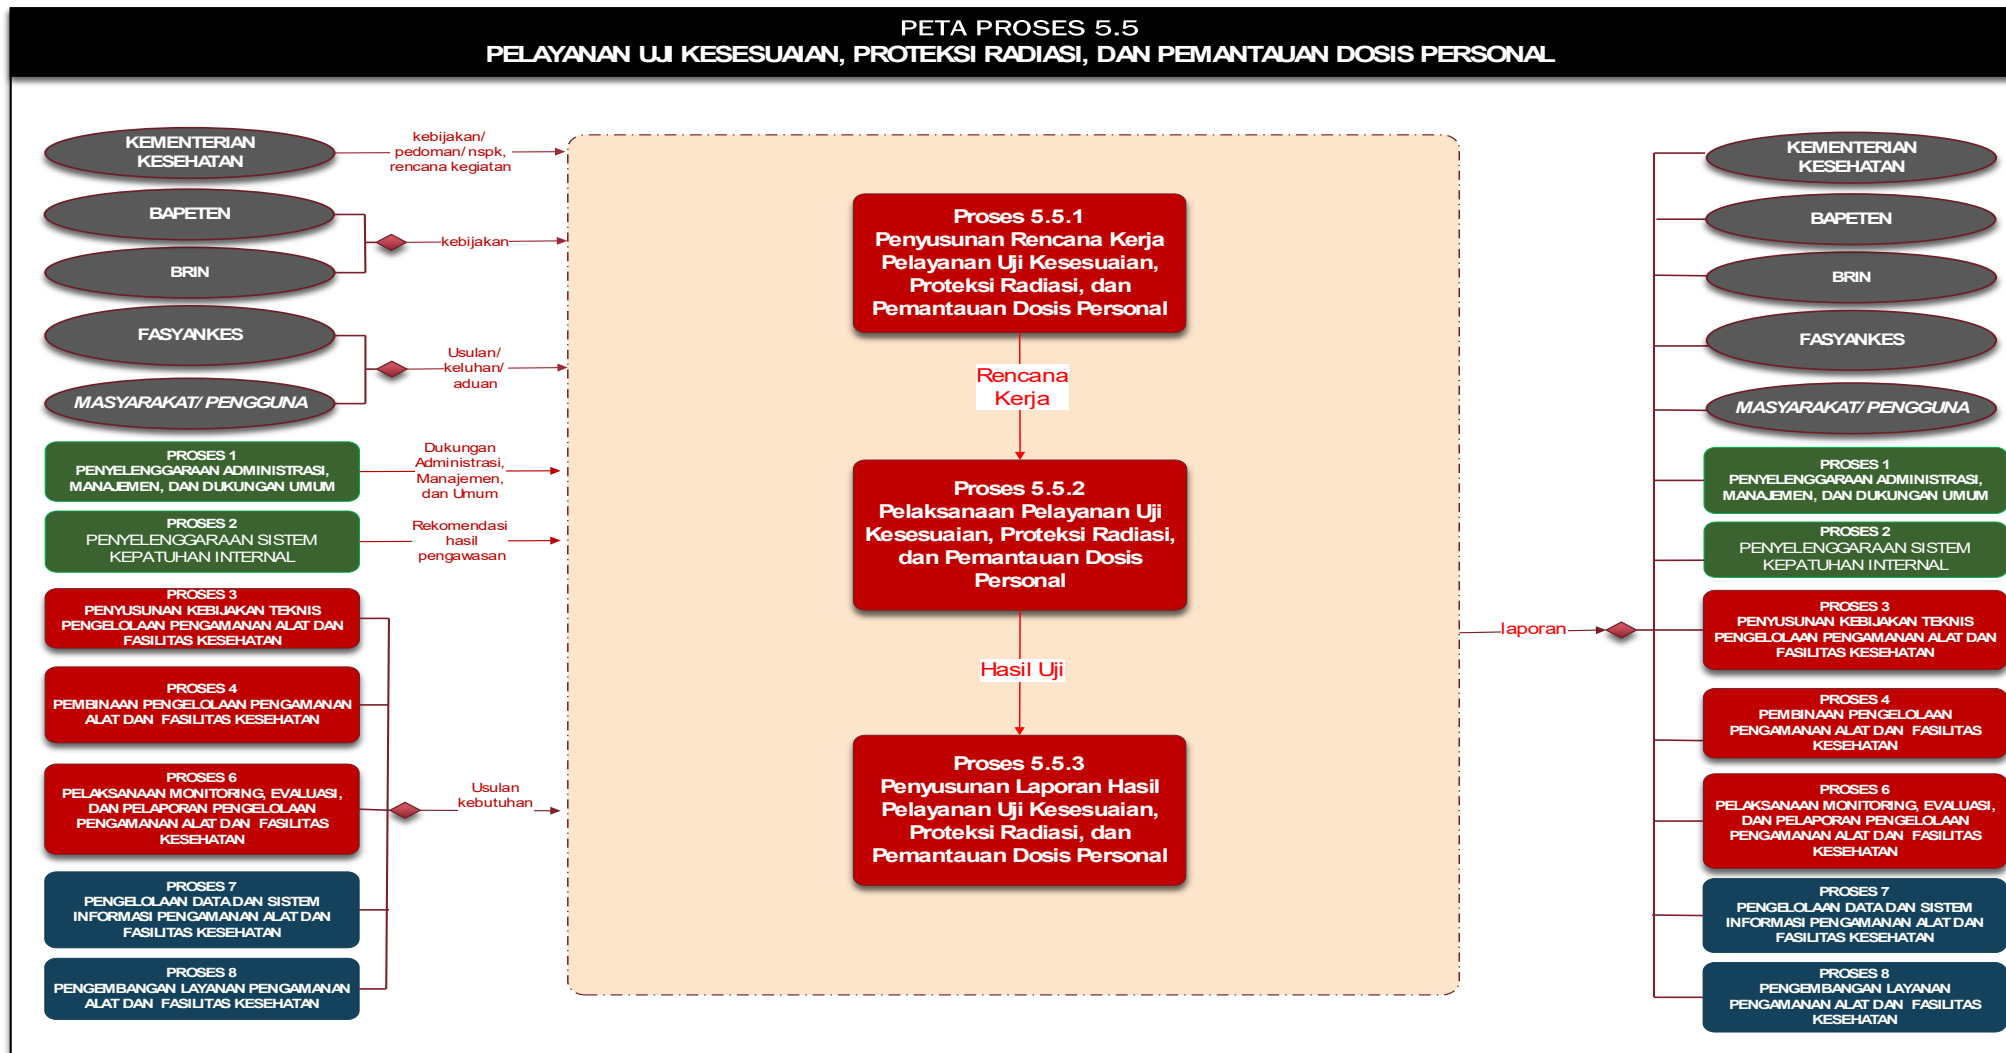 PETA PROSES 5.5
PELAYANAN UJI KESESUAIAN, PROTEKSI RADIASI, DAN PEMANTAUAN DOSIS PERSONAL
KEMENTERIAN
KESEHATAN
BAPETEN
BRIN
FASYANKES
MASYARAKAT/ PENGGUNA
PROSES 1
PENYELENGGARAAN ADMINISTRASI,
MANAJEMEN, DAN DUKUNGAN UMUM
PROSES 2
PENYELENGGARAAN SISTEM
KEPATUHAN INTERNAL
PROSES 3
PENYUSUNAN KEBIJAKAN TEKNIS
PENGELOLAAN PENGAMANAN ALAT DAN
FASILITAS KESEHATAN
PROSES 4
PEMBINAAN PENGELOLAAN PENGAMANAN
ALAT DAN FASILITAS KESEHATAN
PROSES 6
PELAKSANAAN MONITORING, EVALUASI,
DAN PELAPORAN PENGELOLAAN
PENGAMANAN ALAT DAN FASILITAS
KESEHATAN
PROSES 7
PENGELOLAAN DATA DAN SISTEM
INFORMASI PENGAMANAN ALAT DAN
FASILITAS KESEHATAN
PROSES 8
PENGEMBANGAN LAYANAN PENGAMANAN
ALAT DAN FASILITAS KESEHATAN
kebijakan/
pedoman/ nspk,
rencana kegiatan
kebijakan
Usulan/
keluhan/
aduan
Dukungan
Administrasi,
Manajemen,
dan Umum
Rekomendasi
hasil
pengawasan
Usulan
kebutuhan
Proses 5.5.1
Penyusunan Rencana Kerja
Pelayanan Uji Kesesuaian,
Proteksi Radiasi, dan
Pemantauan Dosis Personal
Rencana
Kerja
Proses 5.5.2
Pelaksanaan Pelayanan Uji
Kesesuaian, Proteksi Radiasi,
dan Pemantauan Dosis
Personal
Hasil Uji
Proses 5.5.3
Penyusunan Laporan Hasil
Pelayanan Uji Kesesuaian,
Proteksi Radiasi, dan
Pemantauan Dosis Personal
laporan
KEMENTERIAN
KESEHATAN
BAPETEN
BRIN
FASYANKES
MASYARAKAT/ PENGGUNA
PROSES 1
PENYELENGGARAAN ADMINISTRASI,
MANAJEMEN, DAN DUKUNGAN UMUM
PROSES 2
PENYELENGGARAAN SISTEM
KEPATUHAN INTERNAL
PROSES 3
PENYUSUNAN KEBIJAKAN TEKNIS
PENGELOLAAN PENGAMANAN ALAT DAN
FASILITAS KESEHATAN
PROSES 4
PEMBINAAN PENGELOLAAN
PENGAMANAN ALAT DAN FASILITAS
KESEHATAN
PROSES 6
PELAKSANAAN MONITORING, EVALUASI,
DAN PELAPORAN PENGELOLAAN
PENGAMANAN ALAT DAN FASILITAS
KESEHATAN
PROSES 7
PENGELOLAAN DATA DAN SISTEM
INFORMASI PENGAMANAN ALAT DAN
FASILITAS KESEHATAN
PROSES 8
PENGEMBANGAN LAYANAN
PENGAMANAN ALAT DAN FASILITAS
KESEHATAN